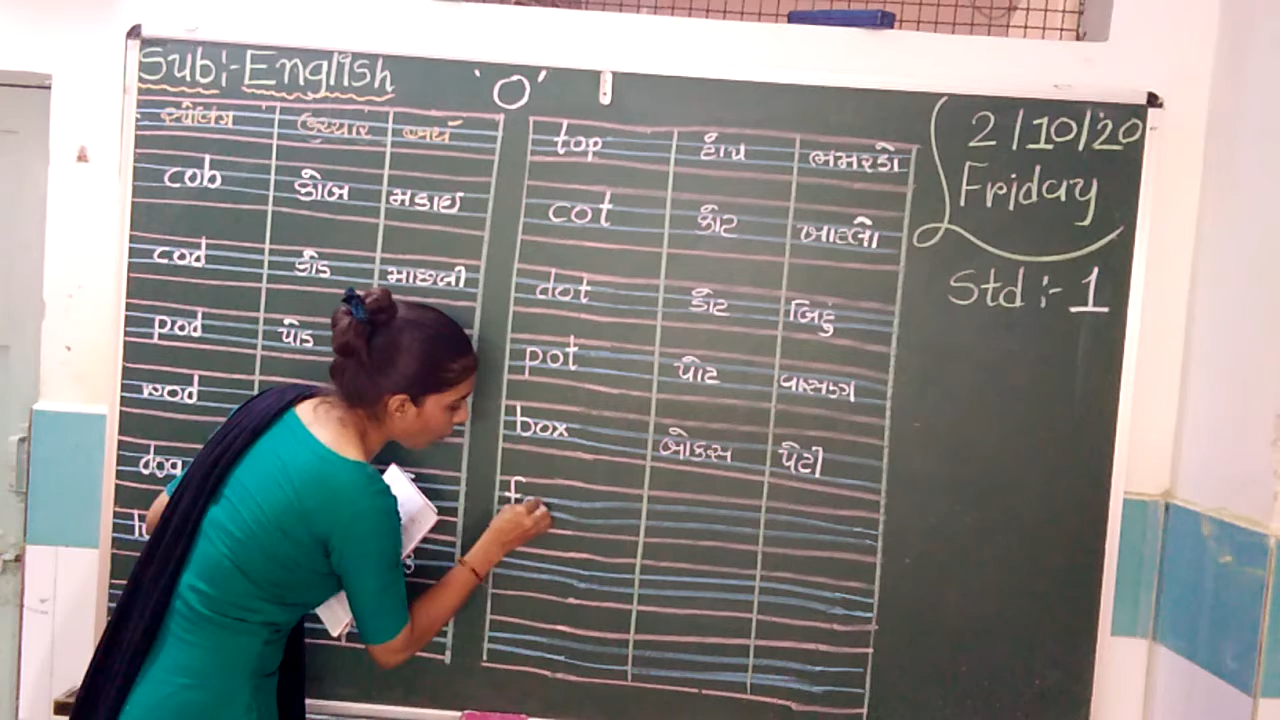 Sub:- English 'O'
સ્પેલિંગ ઉચ્ચાર અર્થ
cob કોબ મકાઈ
cod કોડ માછલી
pod પોડ
wod
dog
top ટોપ ભમરડો
cot કોટ ખાટલો
dot ડોટ બિંદુ
pot પોટ વાસણ
box બોકસ પેટી
f
2/10/20
Friday
Std :- 1